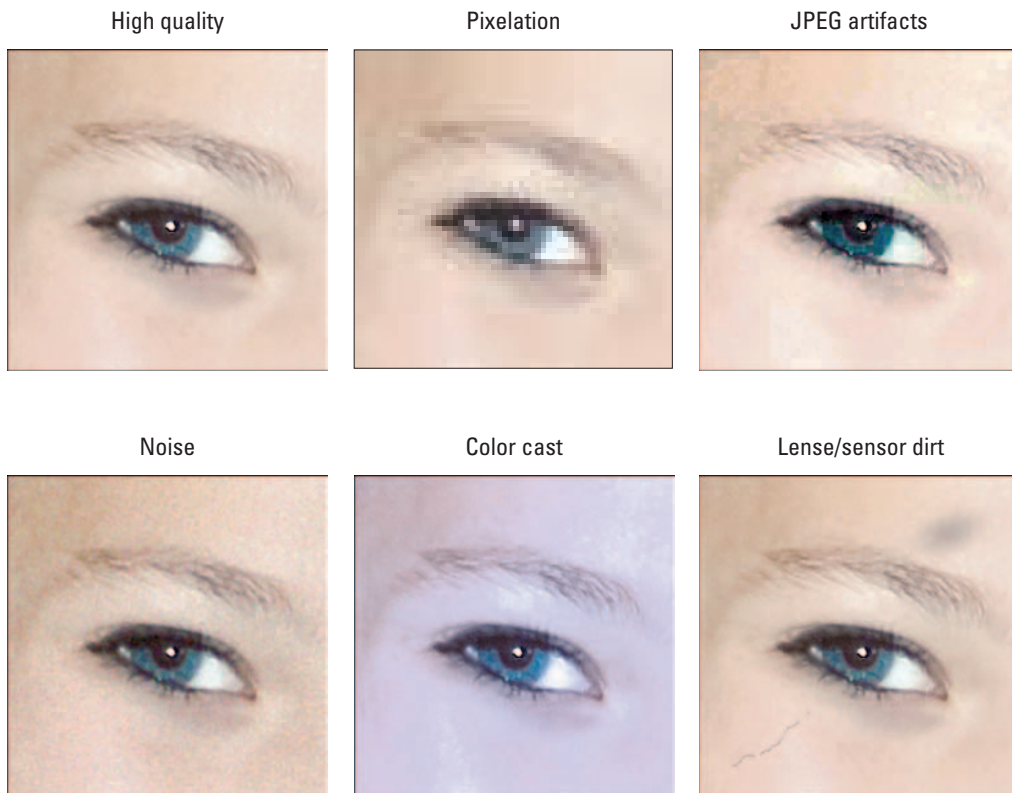 High quality
Pixelation
JPEG artifacts
Noise
Color cast
Lense/sensor dirt